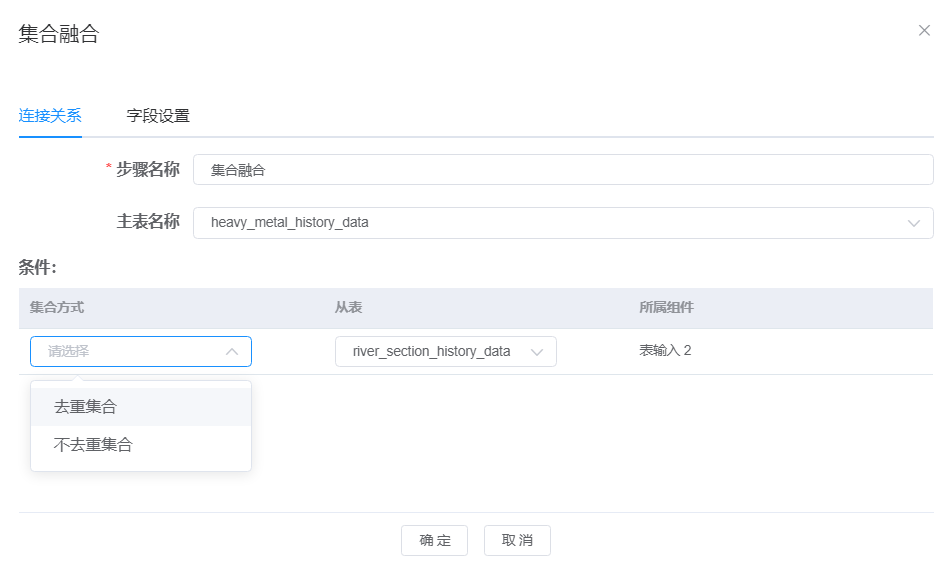 集合融合
连接关系 字段设置
* 步骤名称 集合融合
主表名称 heavy_metal_history_data
条件：
集合方式 从表 所属组件
请选择 river_section_history_data 表输入 2
去重集合
不去重集合
确 定 取 消